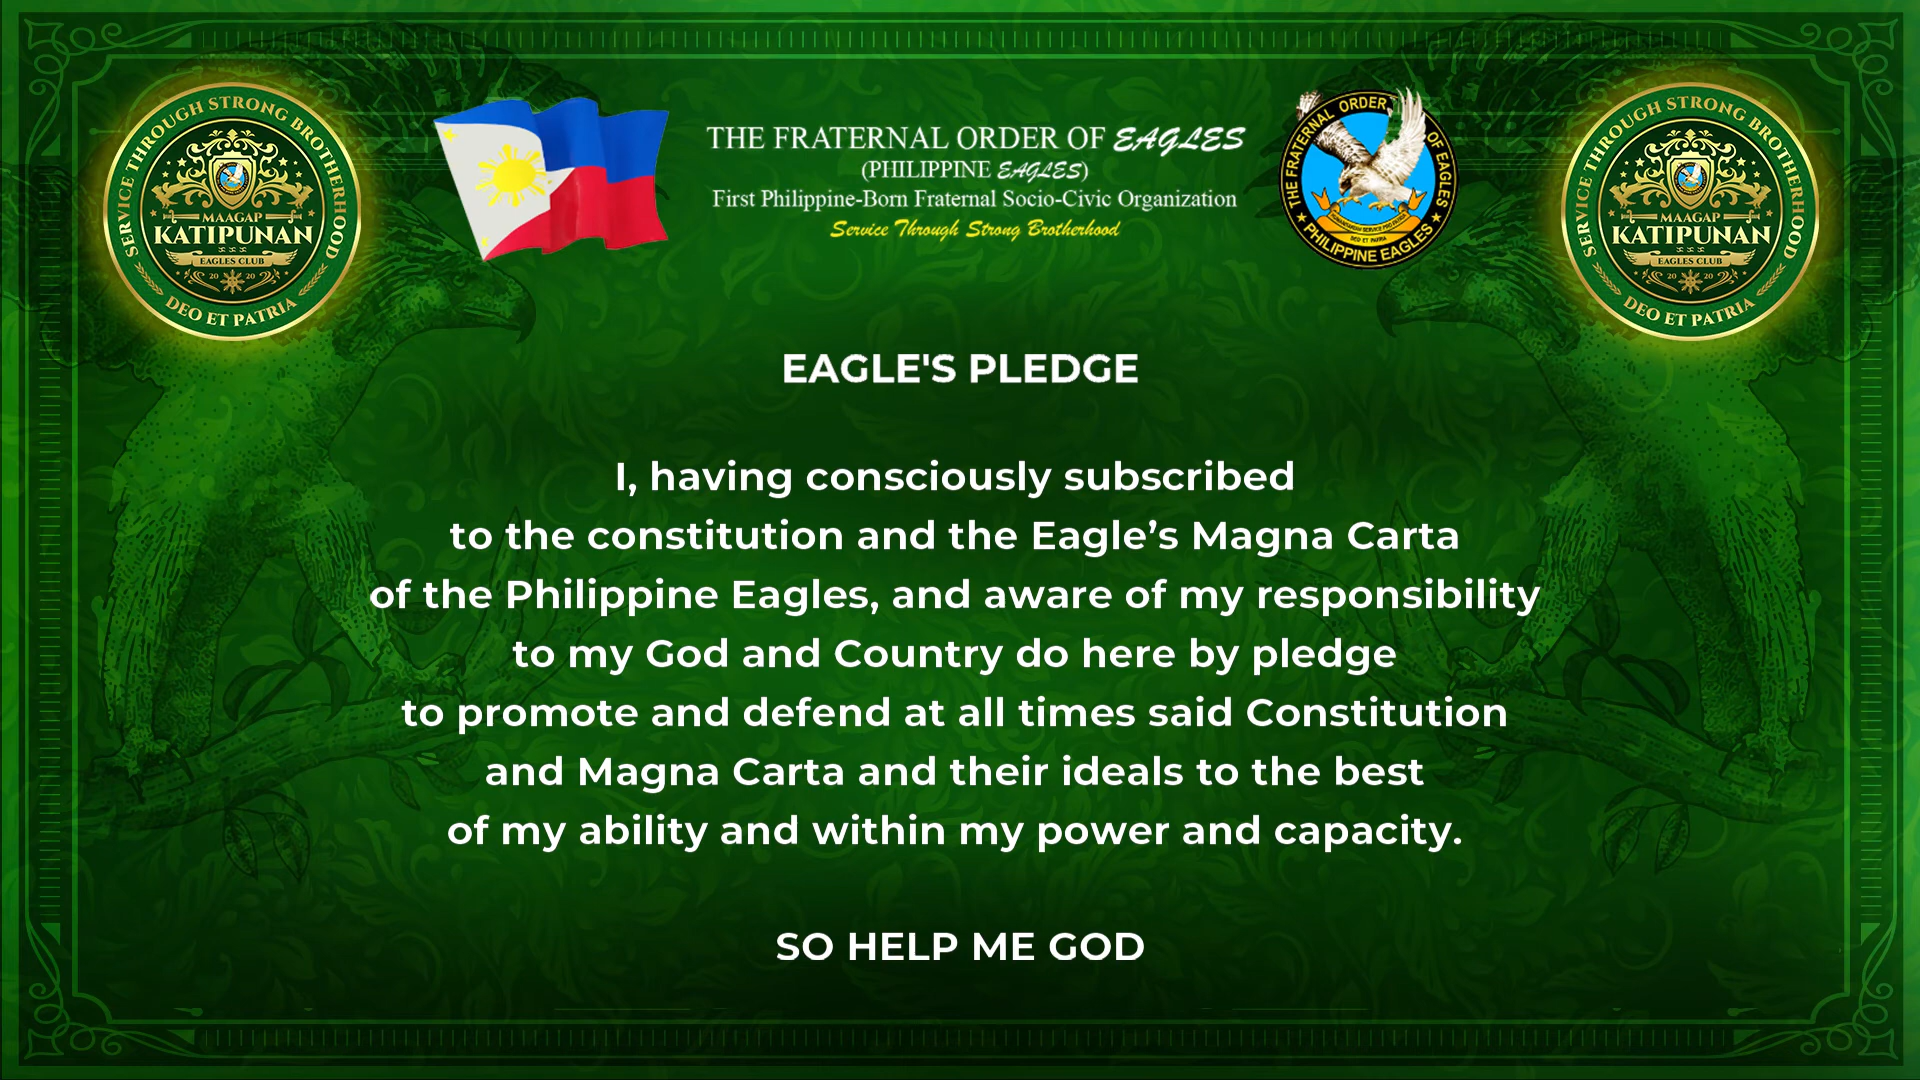 SERVICE THROUGH STRONG BROTHERHOOD
MAAGAP
KATIPUNAN
EAGLES CLUB
20 20
DEO ET PATRIA
THE FRATERNAL ORDER OF EAGLES
(PHILIPPINE EAGLES)
First Philippine-Born Fraternal Socio-Civic Organization
Service Through Strong Brotherhood
THE FRATERNAL ORDER OF EAGLES
DEO ET PATRIA
PHILIPPINE EAGLES
SERVICE THROUGH STRONG BROTHERHOOD
MAAGAP
KATIPUNAN
EAGLES CLUB
20 20
DEO ET PATRIA
EAGLE'S PLEDGE
I, having consciously subscribed
to the constitution and the Eagle’s Magna Carta
of the Philippine Eagles, and aware of my responsibility
to my God and Country do here by pledge
to promote and defend at all times said Constitution
and Magna Carta and their ideals to the best
of my ability and within my power and capacity.
SO HELP ME GOD